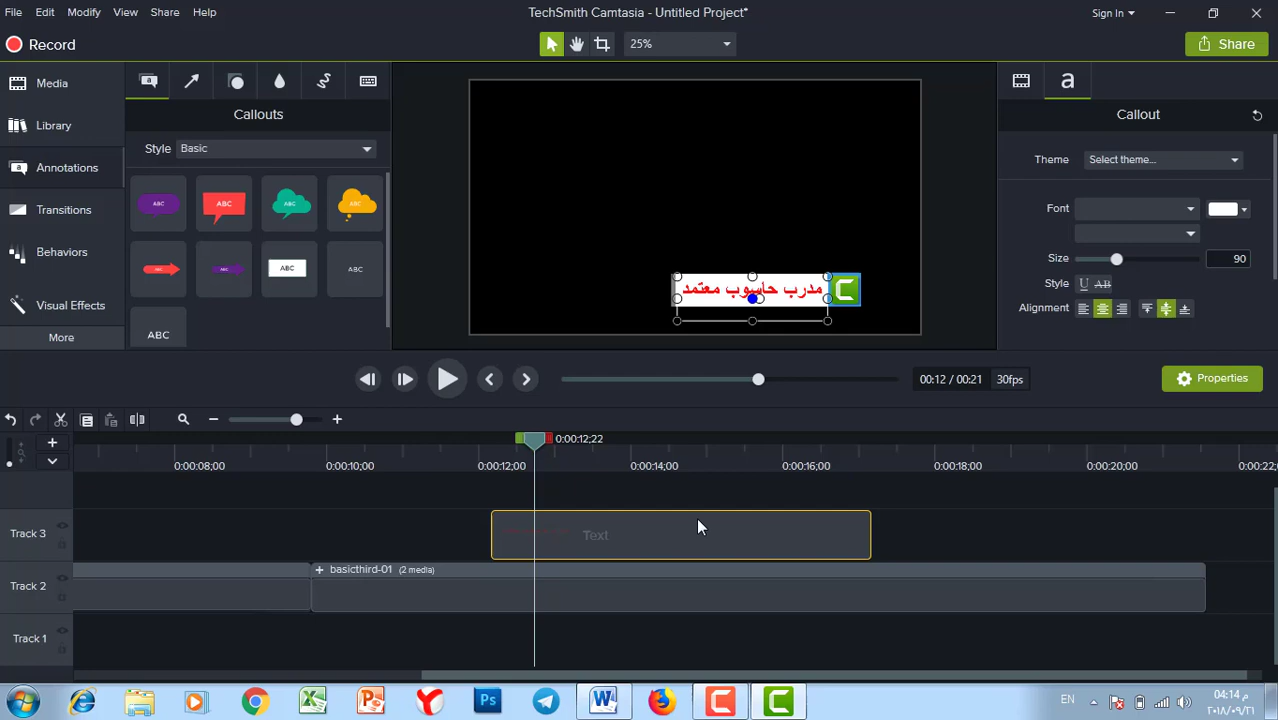 File Edit Modify View Share Help
TechSmith Camtasia - Untitled Project*
Sign In
Record
25%
Share
Media
Library
Annotations
Transitions
Behaviors
Visual Effects
More
Callouts
Style Basic
ABC ABC ABC ABC
ABC ABC
ABC
مدرب حاسوب معتمد
a
Callout
Theme Select theme...
Font
Size 90
Style U AB
Alignment
00:12 / 00:21 30fps
Properties
0:00:12;22
0:00:08;00 0:00:10;00 0:00:12;00 0:00:14;00 0:00:16;00 0:00:18;00 0:00:20;00 0:00:22;
Track 3
Text
Track 2
basicthird-01 (2 media)
Track 1
EN
04:14 م
٢٠١٨/٠٩/٢١